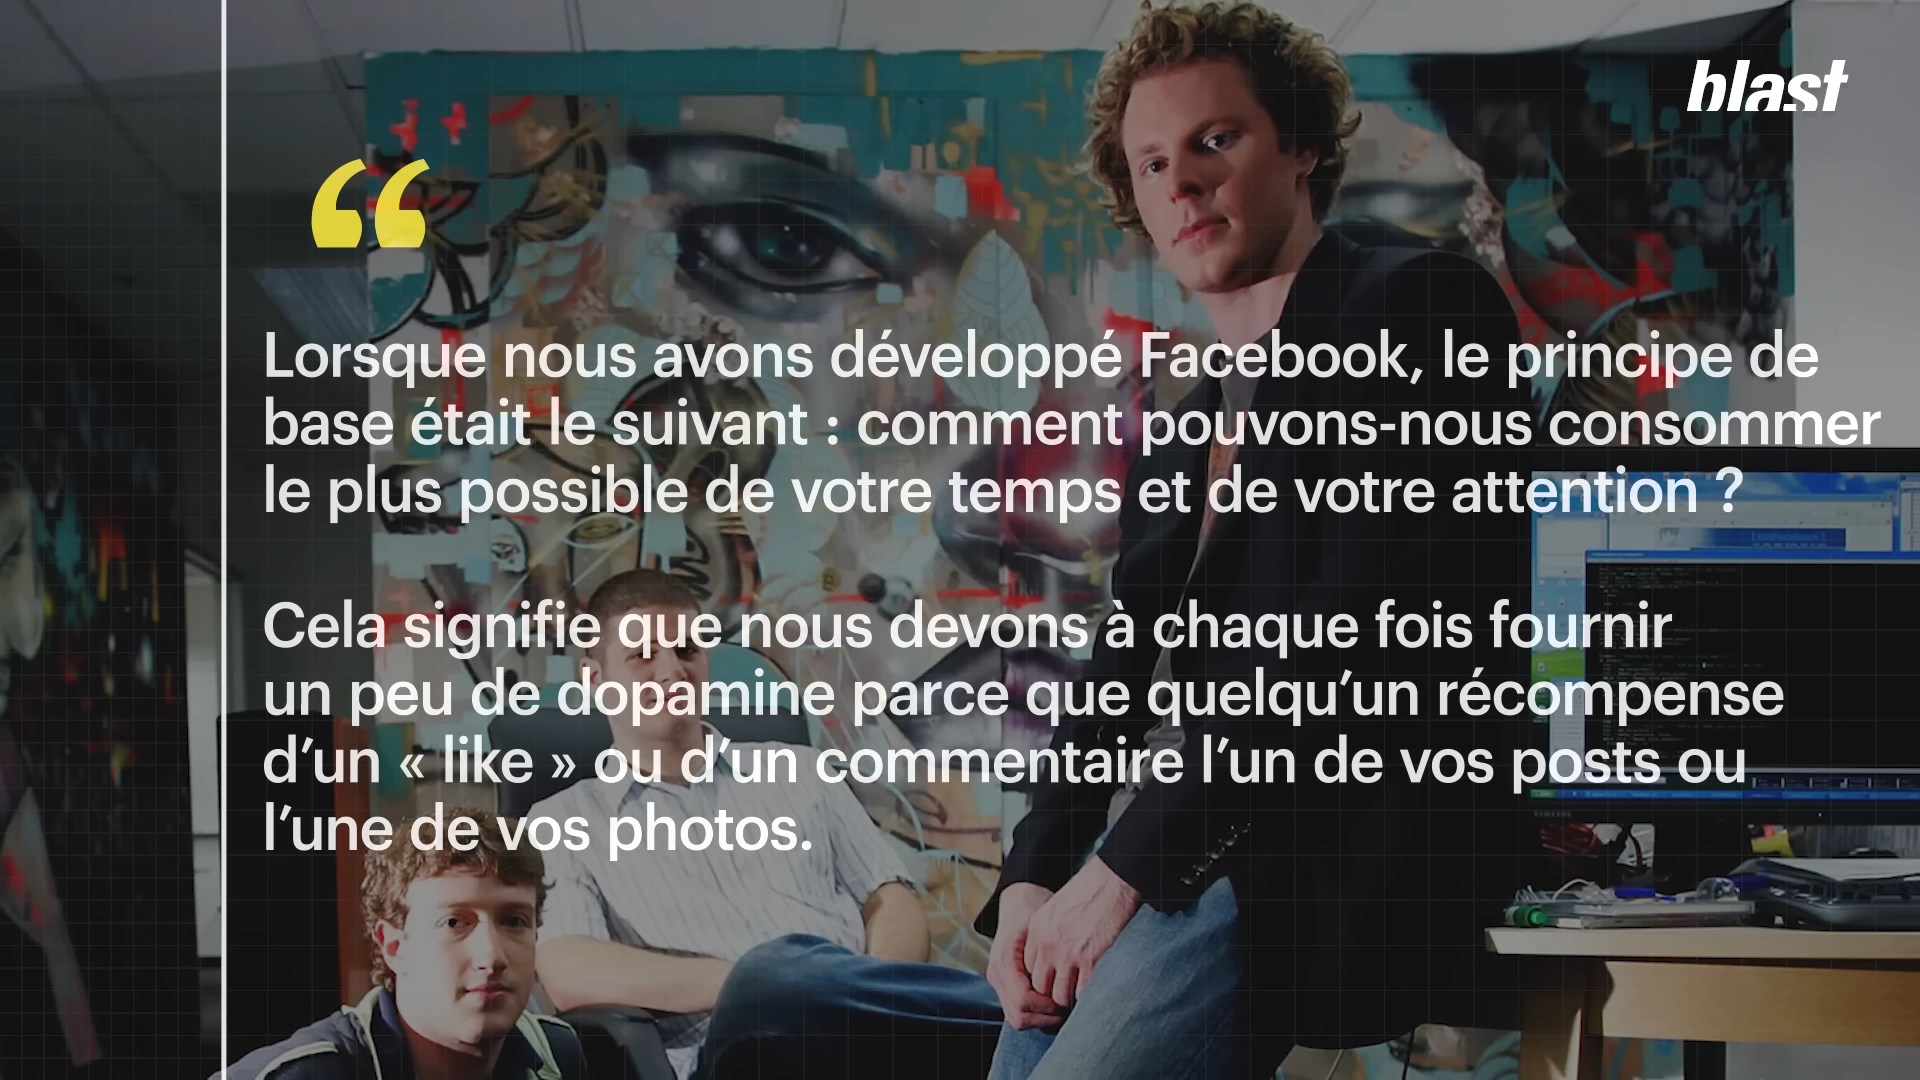 blast
“
Lorsque nous avons développé Facebook, le principe de
base était le suivant : comment pouvons-nous consommer
le plus possible de votre temps et de votre attention ?
Cela signifie que nous devons à chaque fois fournir
un peu de dopamine parce que quelqu’un récompense
d’un « like » ou d’un commentaire l’un de vos posts ou
l’une de vos photos.